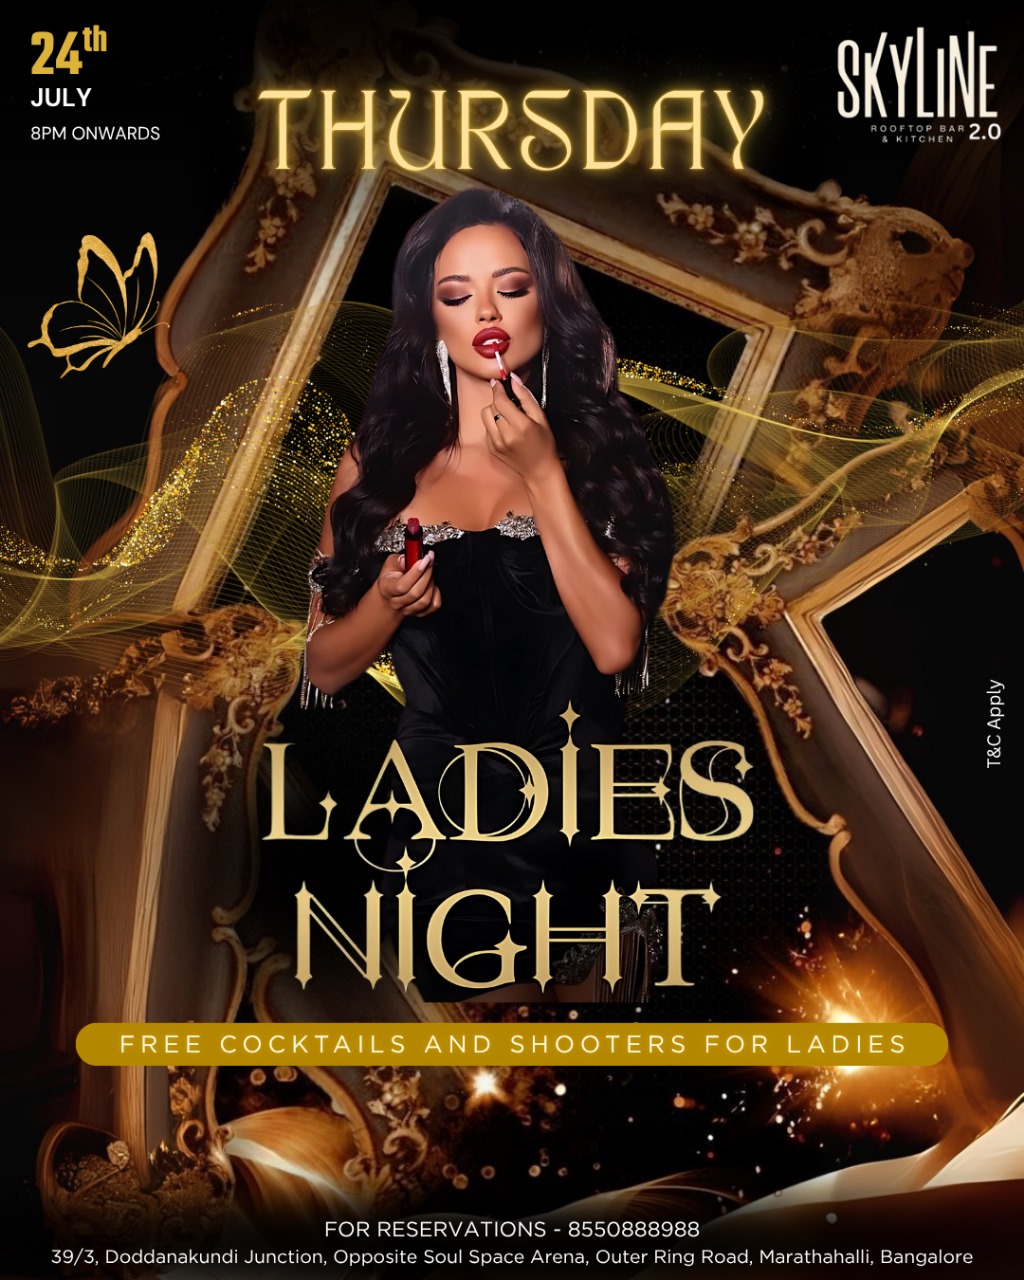 24th
JULY
8PM ONWARDS
SKYLINE
ROOFTOP BAR
& KITCHEN 2.0
THURSDAY
T&C Apply
LADIES
NIGHT
FREE COCKTAILS AND SHOOTERS FOR LADIES
FOR RESERVATIONS - 8550888988
39/3, Doddanakundi Junction, Opposite Soul Space Arena, Outer Ring Road, Marathahalli, Bangalore